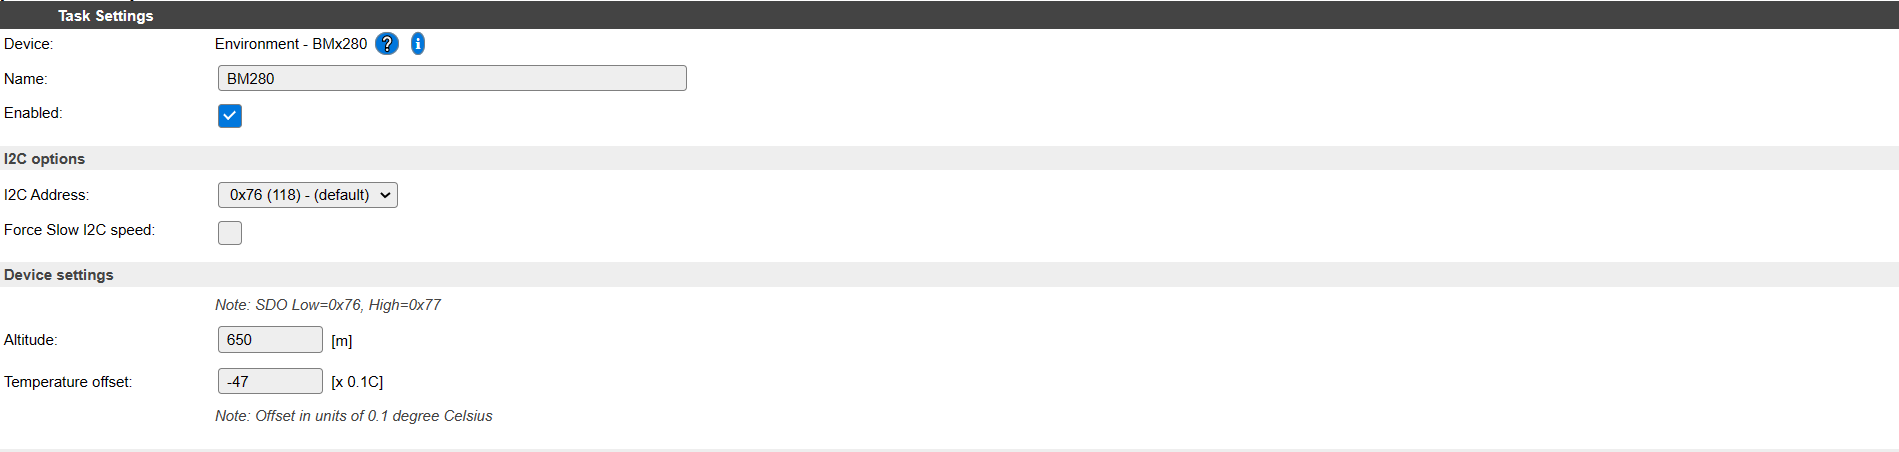 Task Settings
Device: Environment - BMx280 ? i
Name: BM280
Enabled:
I2C options
I2C Address: 0x76 (118) - (default)
Force Slow I2C speed:
Device settings
Note: SDO Low=0x76, High=0x77
Altitude: 650 [m]
Temperature offset: -47 [x 0.1C]
Note: Offset in units of 0.1 degree Celsius